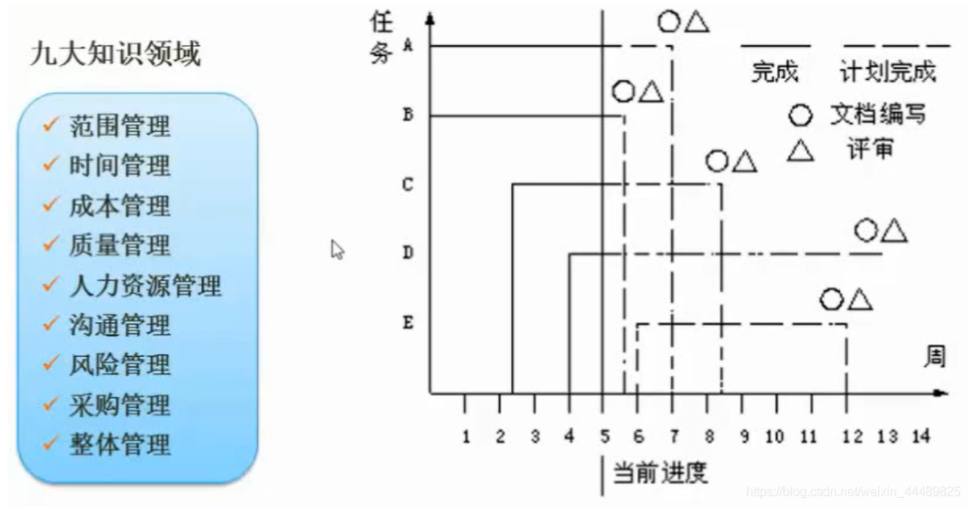 九大知识领域
范围管理
时间管理
成本管理
质量管理
人力资源管理
沟通管理
风险管理
采购管理
整体管理
任务
A
B
C
D
E
完成
计划完成
文档编写
评审
周
1 2 3 4 5 6 7 8 9 10 11 12 13 14
当前进度
https://blog.csdn.net/weixin_44489825